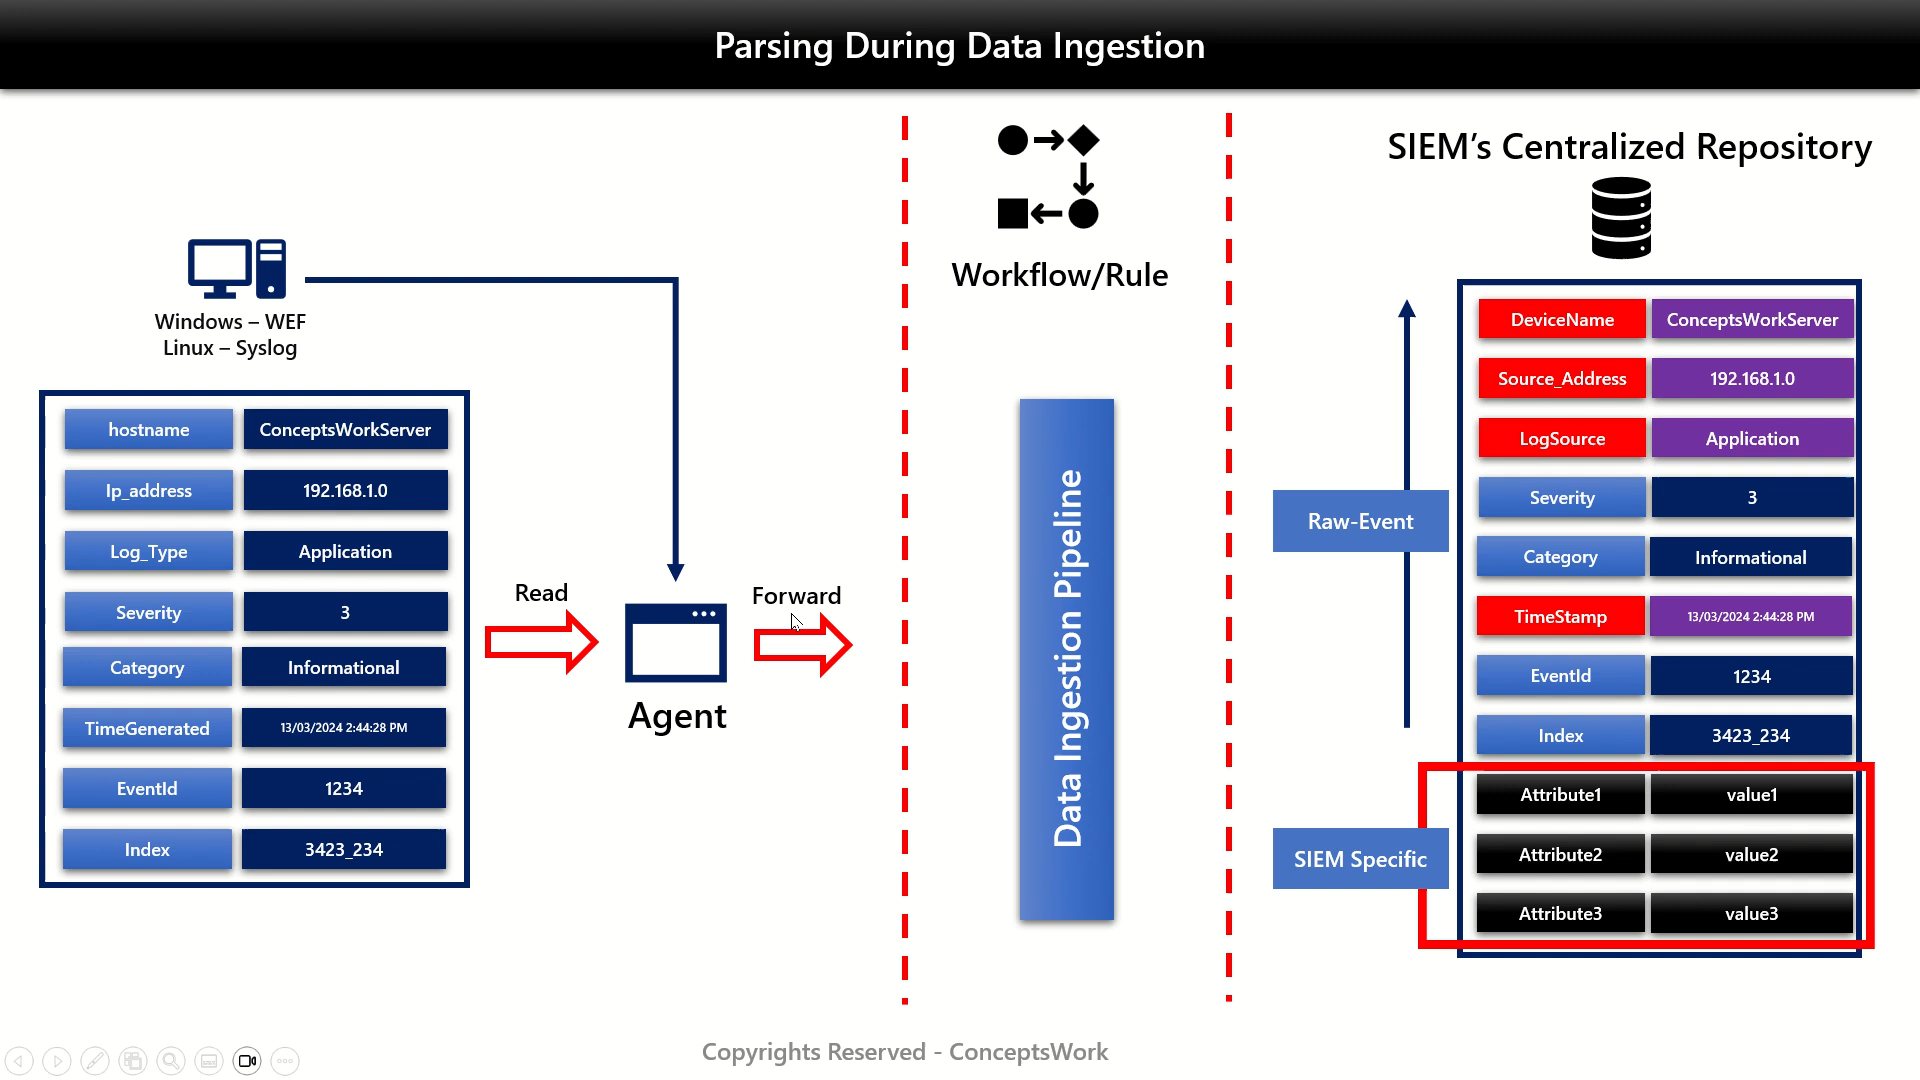 Parsing During Data Ingestion
Windows – WEF
Linux – Syslog
hostname ConceptsWorkServer
Ip_address 192.168.1.0
Log_Type Application
Severity 3
Category Informational
TimeGenerated 13/03/2024 2:44:28 PM
EventId 1234
Index 3423_234
Read
Agent
Forward
Workflow/Rule
Data Ingestion Pipeline
SIEM's Centralized Repository
Raw-Event
SIEM Specific
DeviceName ConceptsWorkServer
Source_Address 192.168.1.0
LogSource Application
Severity 3
Category Informational
TimeStamp 13/03/2024 2:44:28 PM
EventId 1234
Index 3423_234
Attribute1 value1
Attribute2 value2
Attribute3 value3
Copyrights Reserved - ConceptsWork